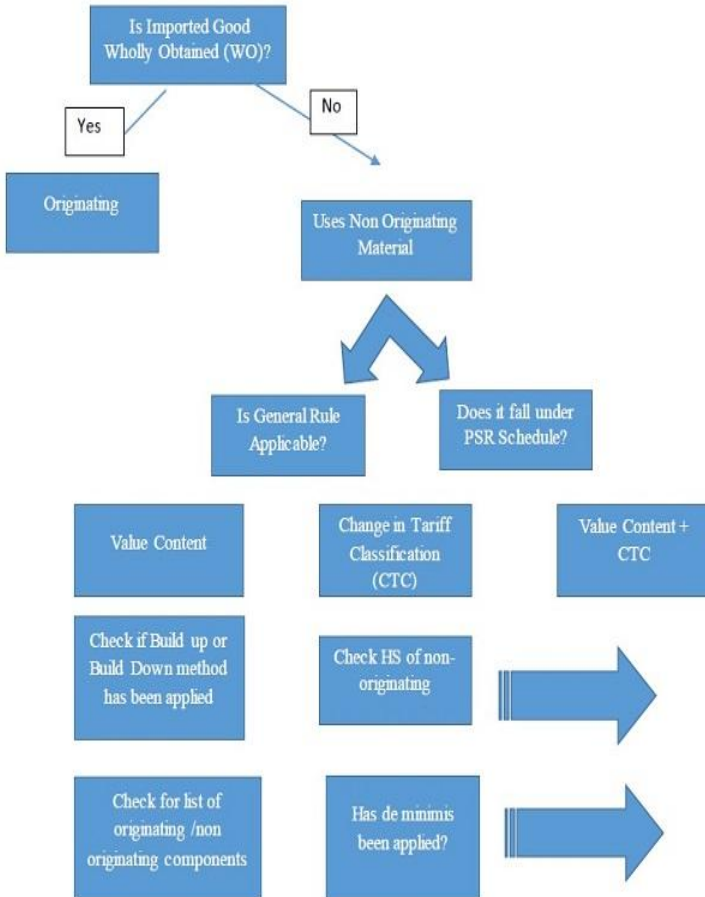 Is Imported Good
Wholly Obtained (WO)?
Yes
No
Originating
Uses Non Originating
Material
Is General Rule
Applicable?
Does it fall under
PSR Schedule?
Value Content
Change in Tariff
Classification
(CTC)
Value Content +
CTC
Check if Build up or
Build Down method
has been applied
Check HS of non-
originating
Check for list of
originating /non
originating components
Has de minimis
been applied?